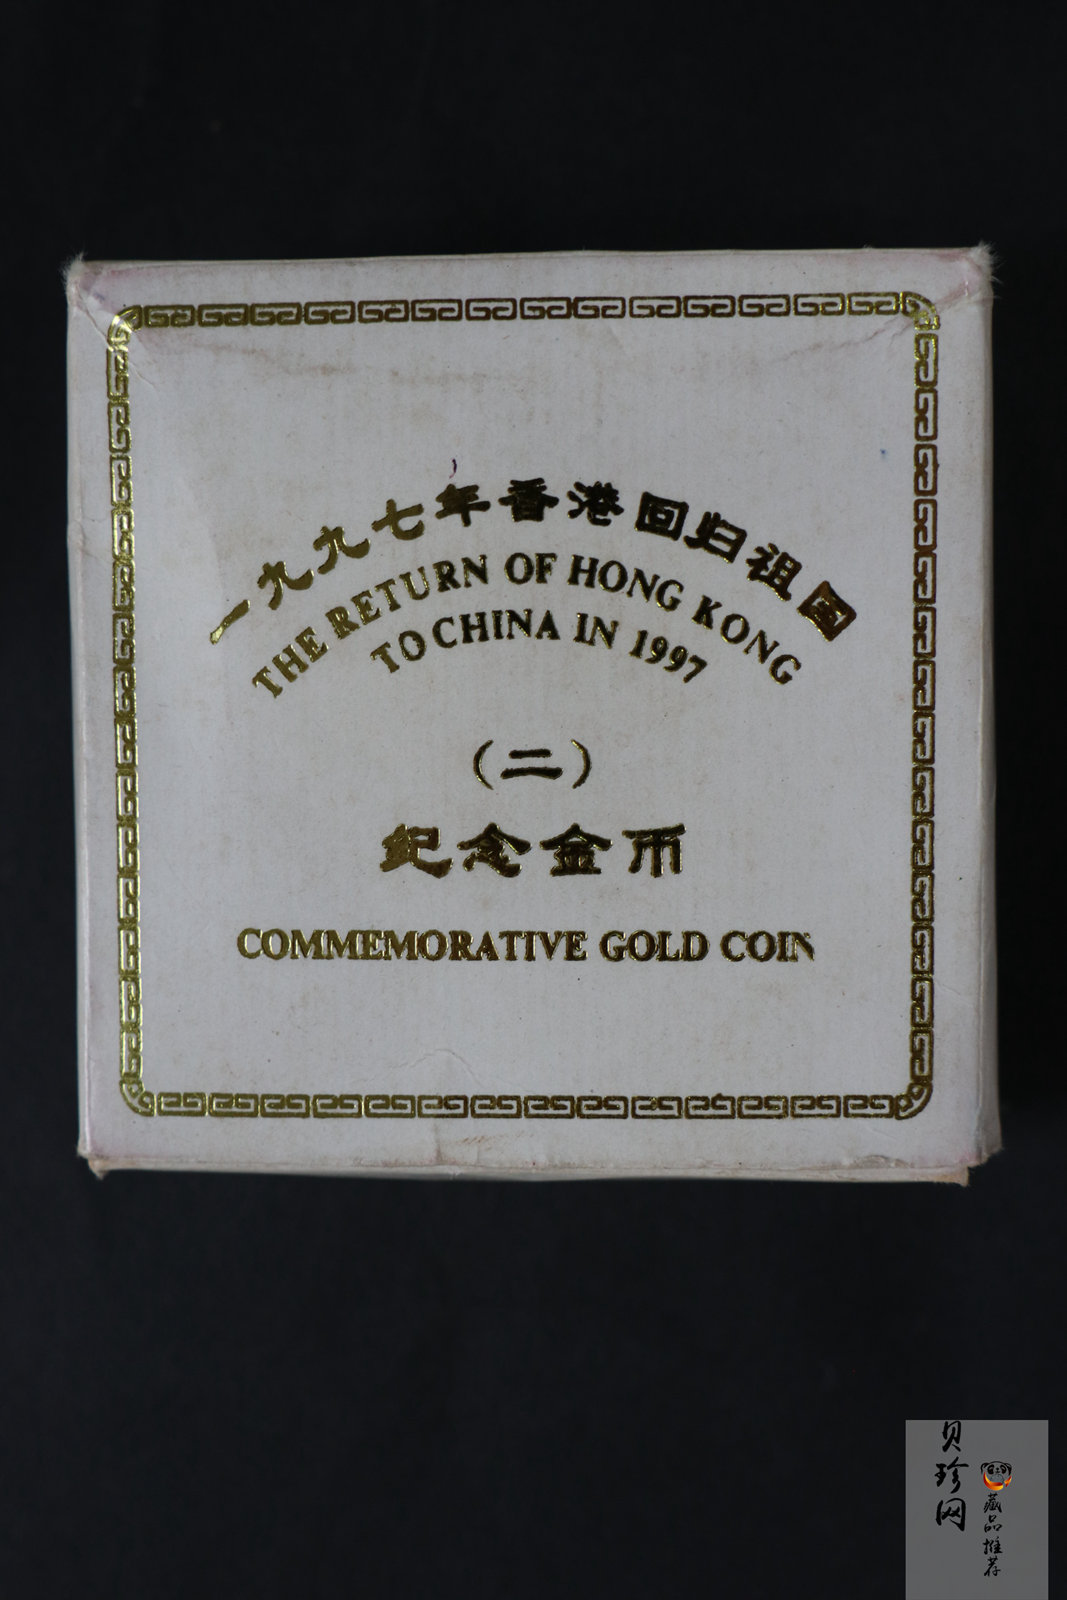 一九九七年香港回归祖国
THE RETURN OF HONG KONG
TO CHINA IN 1997
（二）
纪念金币
COMMEMORATIVE GOLD COIN
贝珍网
藏品推荐